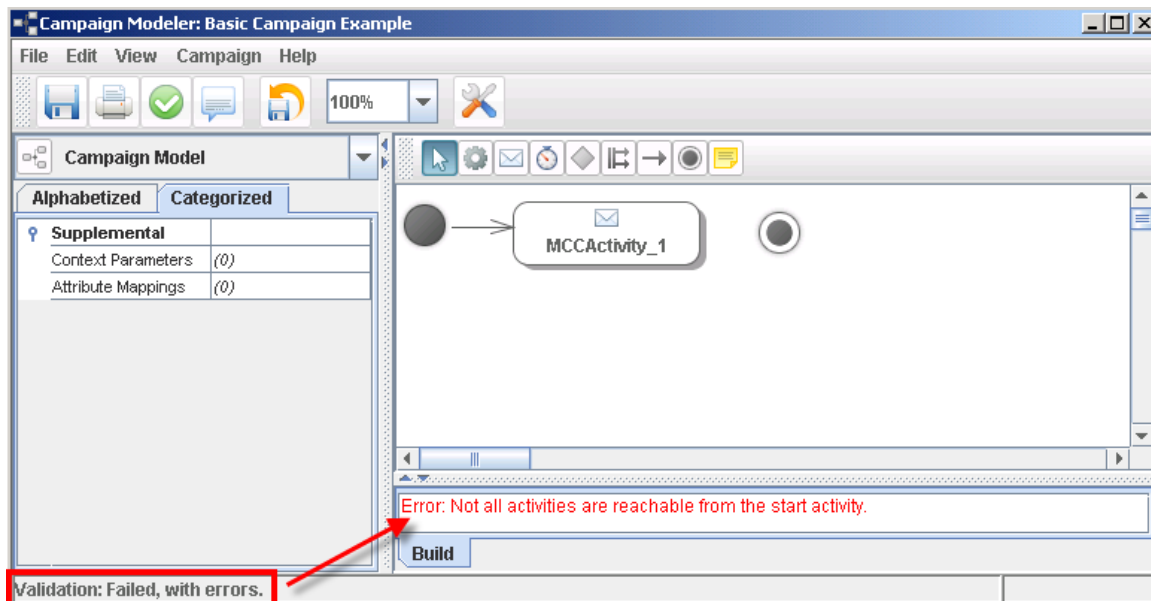 Campaign Modeler: Basic Campaign Example
File Edit View Campaign Help
100%
Campaign Model
Alphabetized Categorized
Supplemental
Context Parameters (0)
Attribute Mappings (0)
MCCActivity_1
Error: Not all activities are reachable from the start activity.
Build
Validation: Failed, with errors.